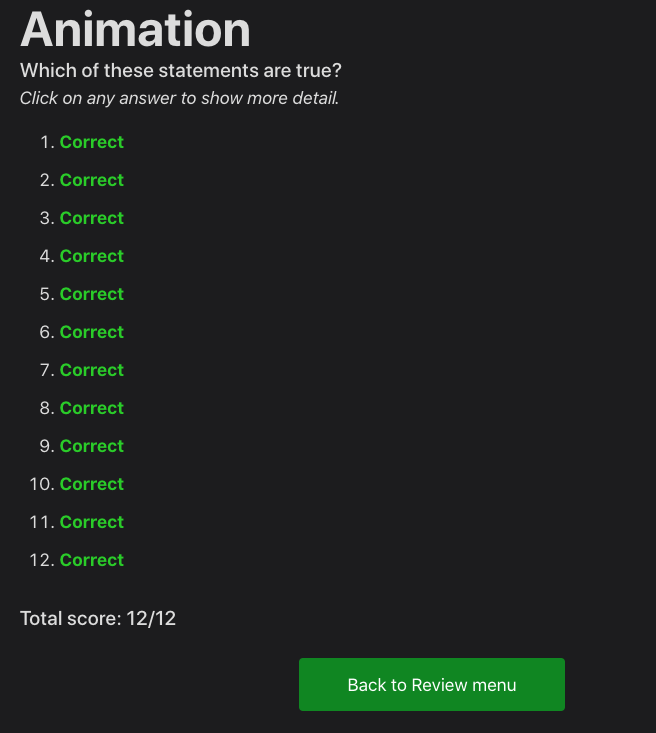 Animation
Which of these statements are true?
Click on any answer to show more detail.
1. Correct
2. Correct
3. Correct
4. Correct
5. Correct
6. Correct
7. Correct
8. Correct
9. Correct
10. Correct
11. Correct
12. Correct
Total score: 12/12
Back to Review menu